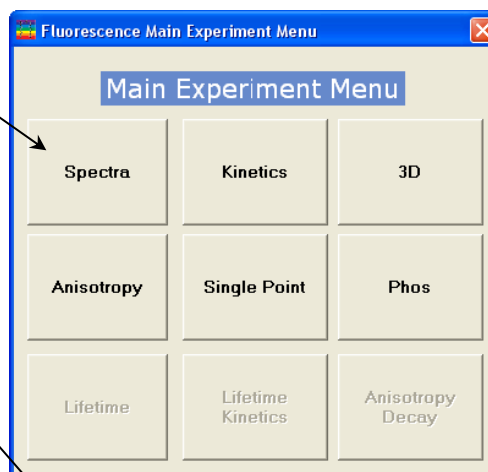 Fluorescence Main Experiment Menu
Main Experiment Menu
Spectra Kinetics 3D
Anisotropy Single Point Phos
Lifetime Lifetime Kinetics Anisotropy Decay